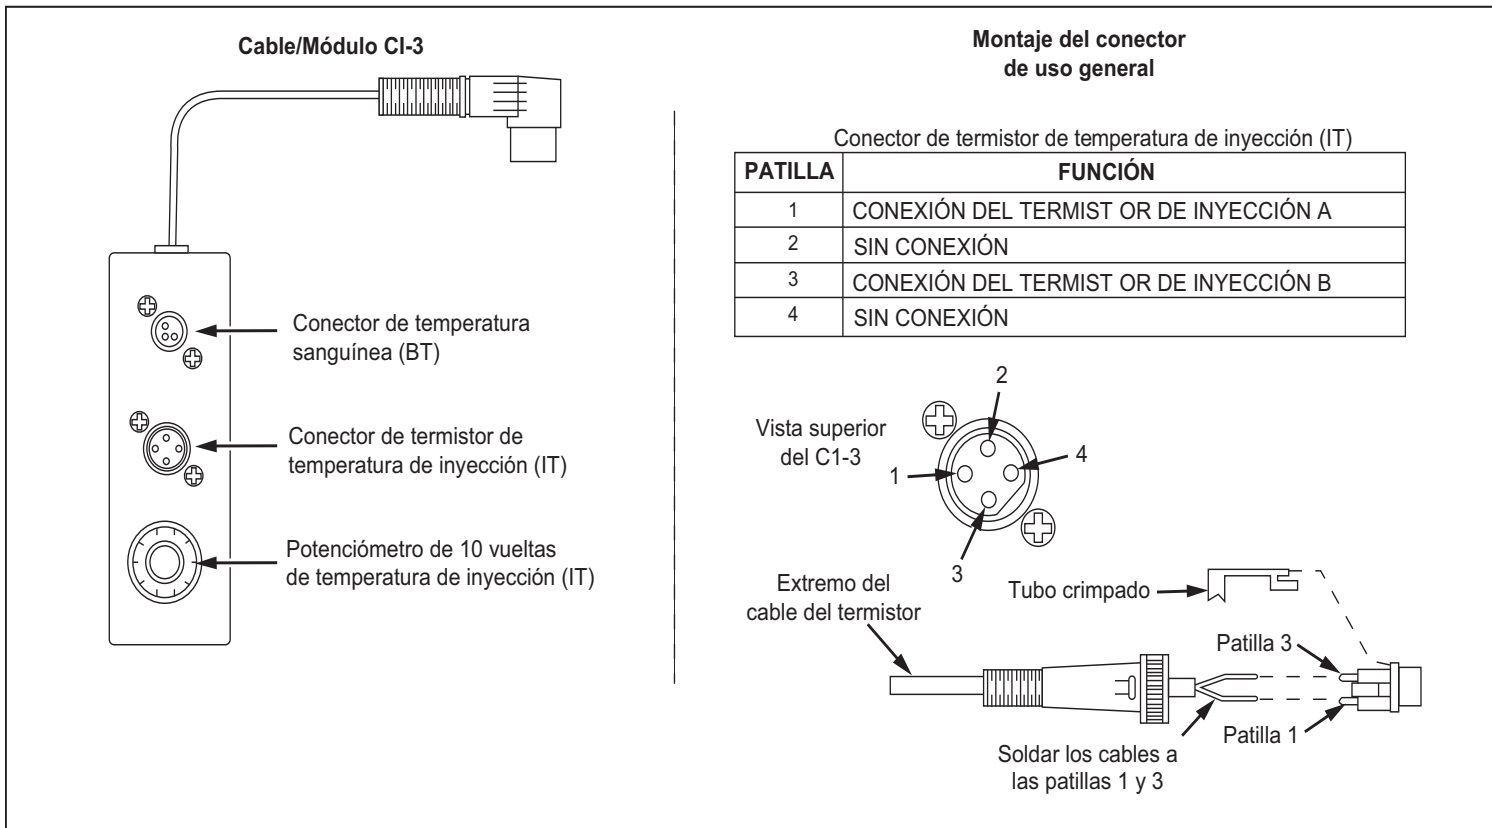 Cable/Módulo CI-3
Conector de temperatura
sanguínea (BT)
Conector de termistor de
temperatura de inyección (IT)
Potenciómetro de 10 vueltas
de temperatura de inyección (IT)
Montaje del conector
de uso general
Conector de termistor de temperatura de inyección (IT)
PATILLA FUNCIÓN
1 CONEXIÓN DEL TERMIST OR DE INYECCIÓN A
2 SIN CONEXIÓN
3 CONEXIÓN DEL TERMIST OR DE INYECCIÓN B
4 SIN CONEXIÓN
Vista superior
del C1-3
2
4
1
3
Extremo del
cable del termistor
Tubo crimpado
Patilla 3
Patilla 1
Soldar los cables a
las patillas 1 y 3